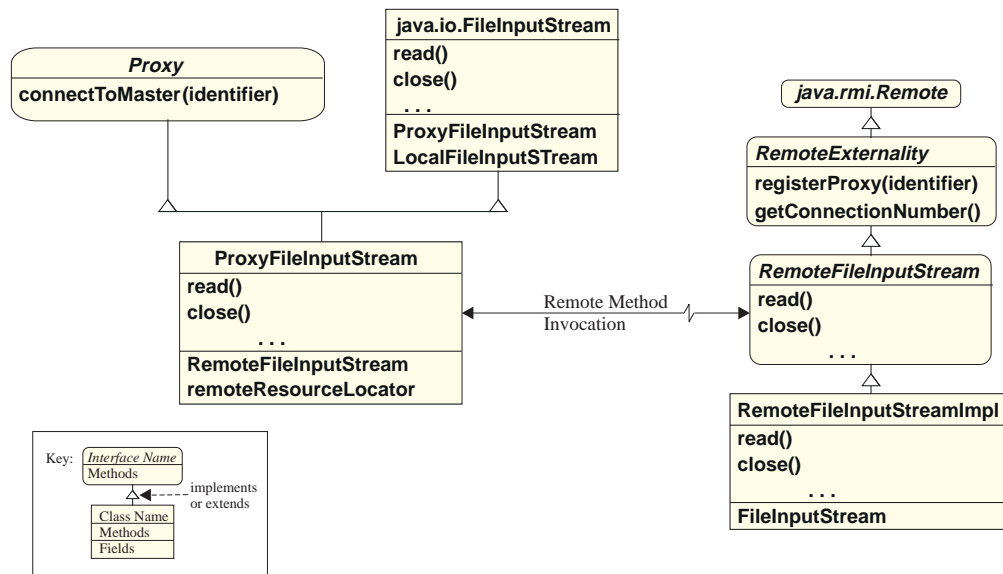 Proxy
connectToMaster(identifier)
java.io.FileInputStream
read()
close()
. . .
ProxyFileInputStream
LocalFileInputSTream
java.rmi.Remote
RemoteExternality
registerProxy(identifier)
getConnectionNumber()
ProxyFileInputStream
read()
close()
. . .
RemoteFileInputStream
remoteResourceLocator
Remote Method
Invocation
RemoteFileInputStream
read()
close()
. . .
RemoteFileInputStreamImpl
read()
close()
. . .
FileInputStream
Key:
Interface Name
Methods
implements
or extends
Class Name
Methods
Fields